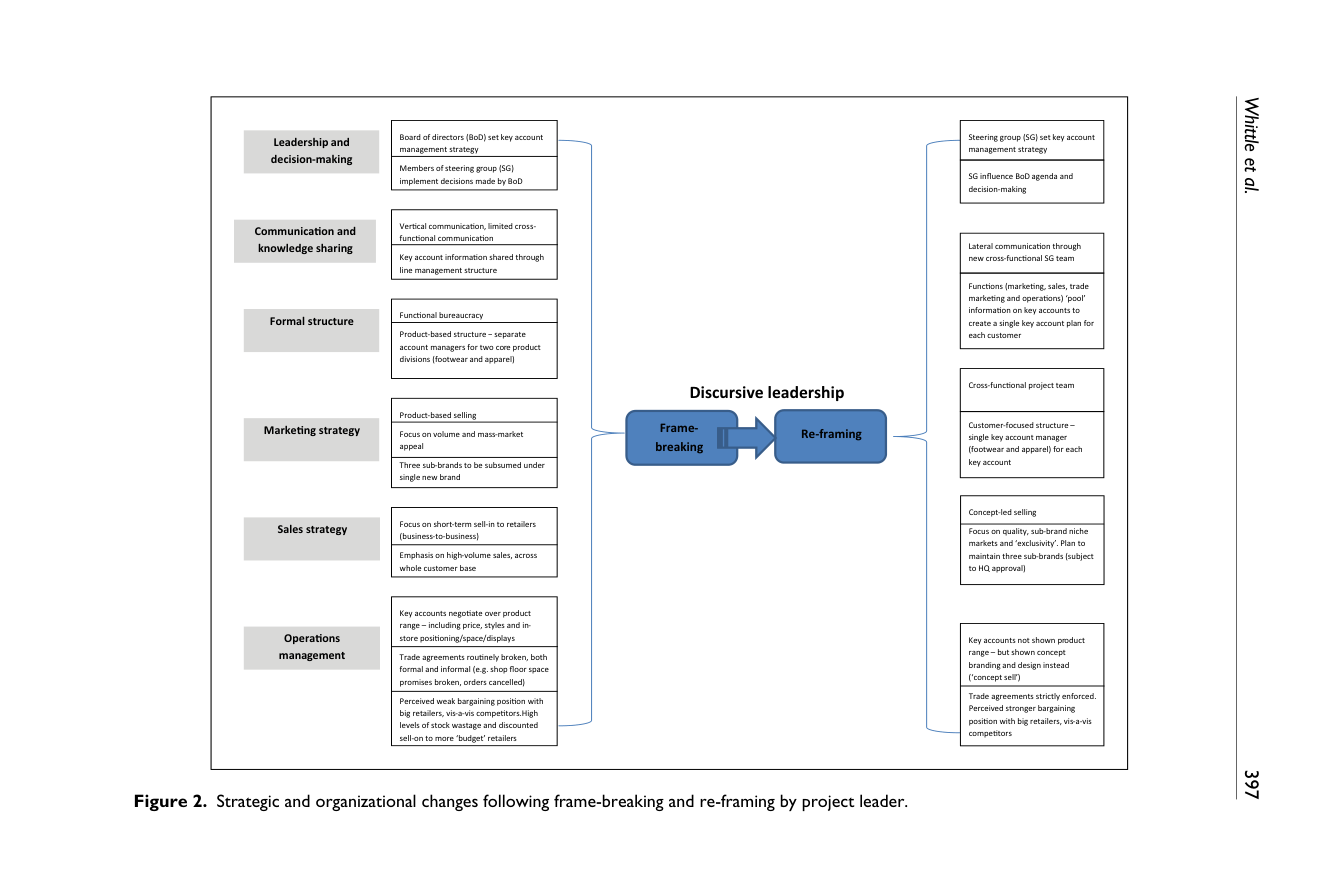 Leadership and
decision-making
Board of directors (BoD) set key account
management strategy
Members of steering group (SG)
implement decisions made by BoD
Communication and
knowledge sharing
Vertical communication, limited cross-
functional communication
Key account information shared through
line management structure
Formal structure
Functional bureaucracy
Product-based structure – separate
account managers for two core product
divisions (footwear and apparel)
Marketing strategy
Product-based selling
Focus on volume and mass-market
appeal
Three sub-brands to be subsumed under
single new brand
Sales strategy
Focus on short-term sell-in to retailers
(business-to-business)
Emphasis on high-volume sales, across
whole customer base
Operations
management
Key accounts negotiate over product
range – including price, styles and in-
store positioning/space/displays
Trade agreements routinely broken, both
formal and informal (e.g. shop floor space
promises broken, orders cancelled)
Perceived weak bargaining position with
big retailers, vis-a-vis competitors.High
levels of stock wastage and discounted
sell-on to more ‘budget’ retailers
Discursive leadership
Frame-
breaking
Re-framing
Steering group (SG) set key account
management strategy
SG influence BoD agenda and
decision-making
Lateral communication through
new cross-functional SG team
Functions (marketing, sales, trade
marketing and operations) ‘pool’
information on key accounts to
create a single key account plan for
each customer
Cross-functional project team
Customer-focused structure –
single key account manager
(footwear and apparel) for each
key account
Concept-led selling
Focus on quality, sub-brand niche
markets and ‘exclusivity’. Plan to
maintain three sub-brands (subject
to HQ approval)
Key accounts not shown product
range – but shown concept
branding and design instead
(‘concept sell’)
Trade agreements strictly enforced.
Perceived stronger bargaining
position with big retailers, vis-a-vis
competitors
Figure 2. Strategic and organizational changes following frame-breaking and re-framing by project leader.
Whittle et al.
397